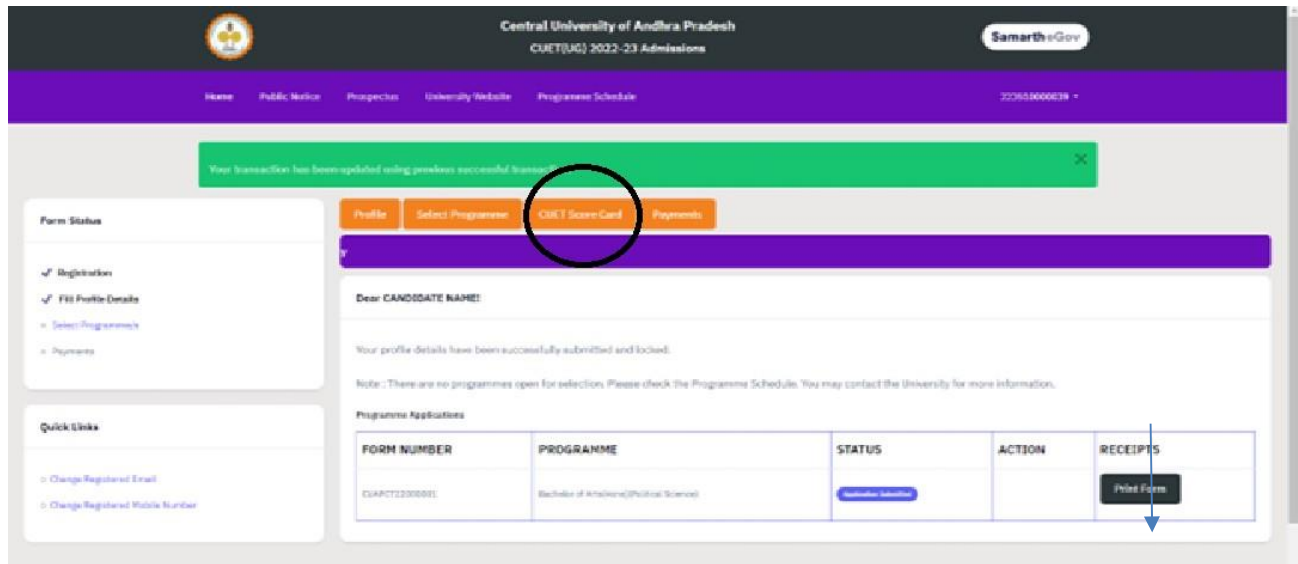 Central University of Andhra Pradesh
CUET(UG) 2022-23 Admissions
Samarth eGov
Home Public Notice Prospectus University Website Programme Schedule
Your transaction has been updated using previous successful
Form Status
Registration
Fill Profile Details
Select Programme/s
Payments
Quick Links
Change Registered Email
Change Registered Mobile Number
Profile Select Programme CUET Score Card Payments
Dear CANDIDATE NAME!
Your profile details have been successfully submitted and locked.
Note : There are no programmes open for selection. Please check the Programme Schedule. You may contact the University for more information.
Programme Applications
FORM NUMBER PROGRAMME STATUS ACTION RECEIPTS
Bachelor of (Political Science) Application Submitted Print Form